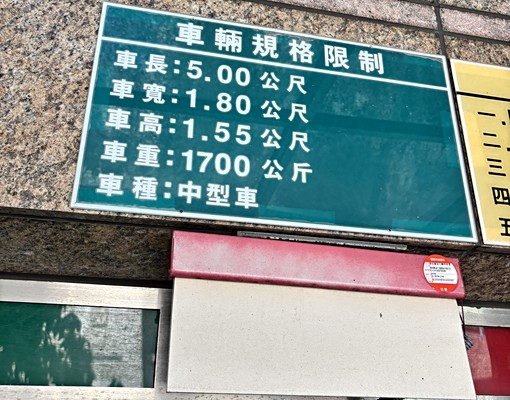 車輛規格限制
車長:5.00公尺
車寬:1.80公尺
車高:1.55公尺
車重:1700公斤
車種:中型車
一.
二.
三
四
五